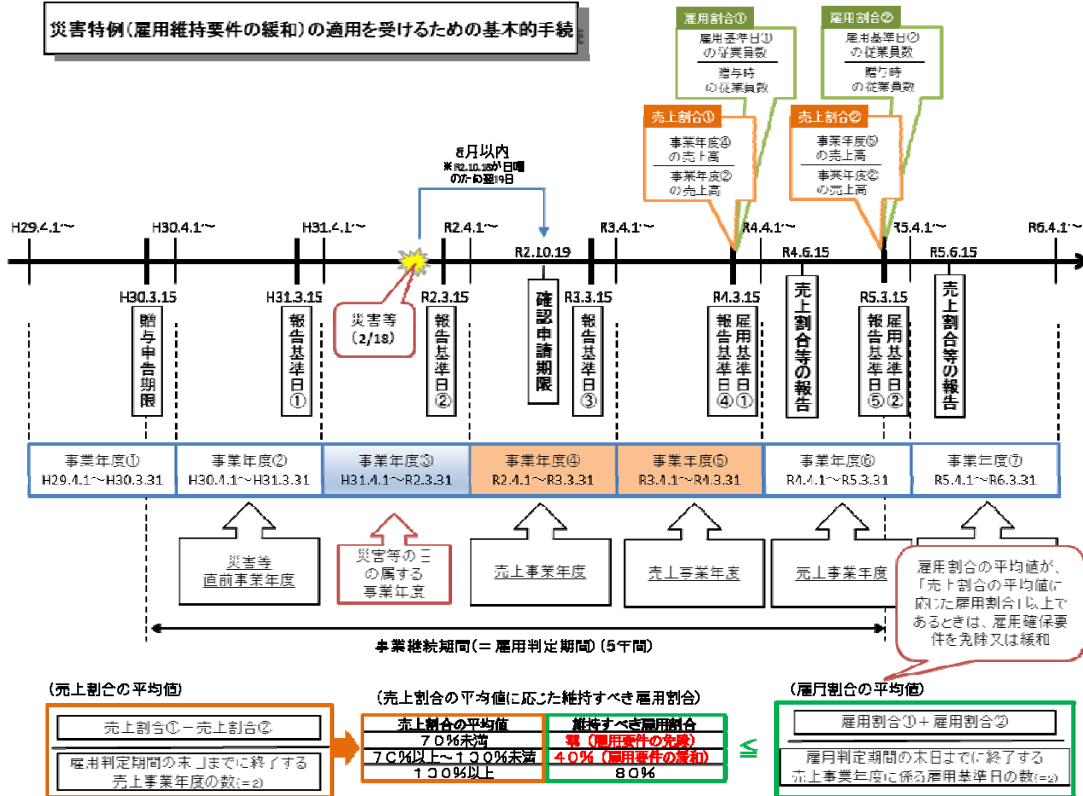 災害特例(雇用維持要件の緩和)の適用を受けるための基本的手続
雇用割合①
雇用基準日①
の従業員数
贈与時
の従業員数
雇用割合②
雇用基準日②
の従業員数
贈与時
の従業員数
売上割合①
事業年度④
の売上高
事業年度②
の売上高
売上割合②
事業年度⑤
の売上高
事業年度②
の売上高
8月以内
※R2.10.18が日曜
のため翌19日
H29.4.1~
H30.4.1~
H31.4.1~
R2.4.1~
R3.4.1~
R4.4.1~
R5.4.1~
R6.4.1~
R2.10.19
R4.6.15
R5.6.15
H30.3.15
H31.3.15
R2.3.15
R3.3.15
R4.3.15
R5.3.15
災害等
(2/18)
贈与申告期限
報告基準日①
報告基準日②
確認申請期限
報告基準日③
雇用基準日①
報告基準日④
売上割合等の報告
雇用基準日②
報告基準日⑤
売上割合等の報告
事業年度①
H29.4.1~H30.3.31
事業年度②
H30.4.1~H31.3.31
事業年度③
H31.4.1~R2.3.31
事業年度④
R2.4.1~R3.3.31
事業年度⑤
R3.4.1~R4.3.31
事業年度⑥
R4.4.1~R5.3.31
事業年度⑦
R5.4.1~R6.3.31
災害等
直前事業年度
災害等の日
の属する
事業年度
売上事業年度
売上事業年度
売上事業年度
雇用割合の平均値が、
「売上割合の平均値に
応じた雇用割合」以上で
あるときは、雇用確保要
件を免除又は緩和
事業継続期間(=雇用判定期間)(5年間)
(売上割合の平均値)
売上割合①+売上割合②
雇用判定期間の末日までに終了する
売上事業年度の数(=2)
(売上割合の平均値に応じた維持すべき雇用割合)
売上割合の平均値 維持すべき雇用割合
70%未満 零(雇用要件の免除)
70%以上~100%未満 40%(雇用要件の緩和)
100%以上 80%
≦
(雇用割合の平均値)
雇用割合①+雇用割合②
雇用判定期間の末日までに終了する
売上事業年度に係る雇用基準日の数(=2)